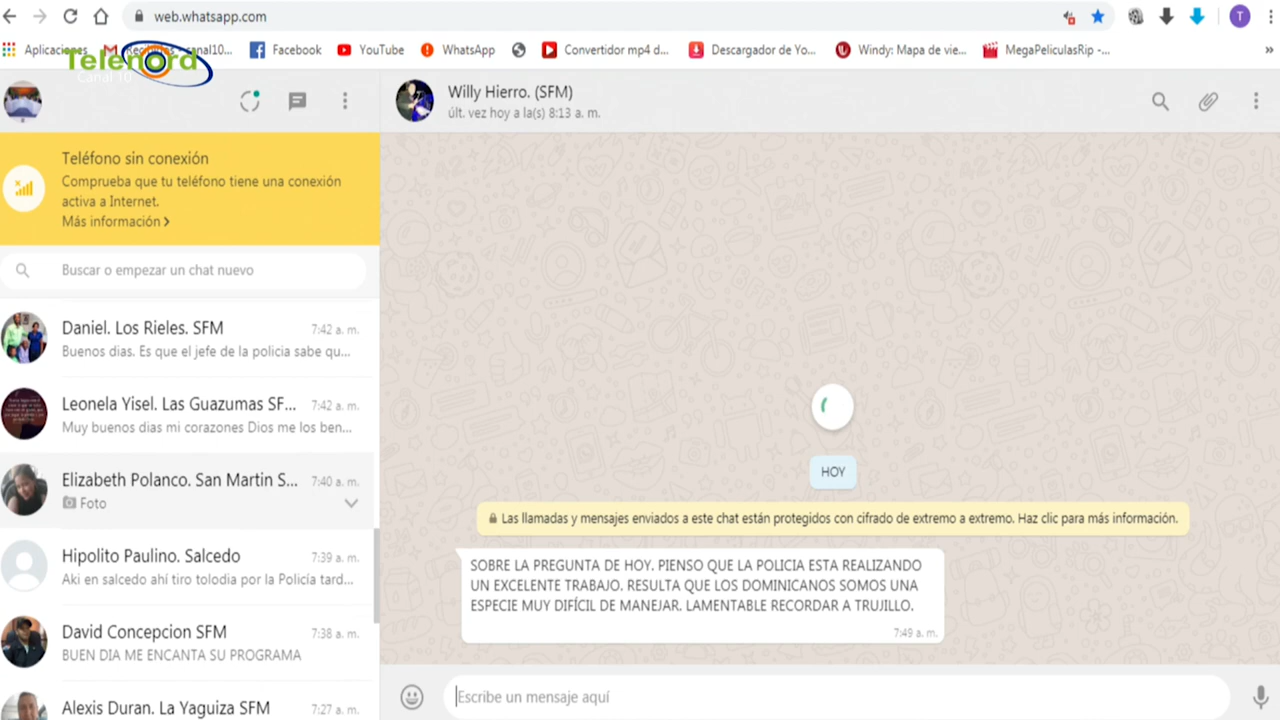 web.whatsapp.com
T
Aplicaciones
Facebook
YouTube
WhatsApp
Convertidor mp4 d...
Descargador de Yo...
Windy: Mapa de vie...
MegaPeliculasRip -...
»
Telenord
Canal 10
Willy Hierro. (SFM)
últ. vez hoy a la(s) 8:13 a. m.
Teléfono sin conexión
Comprueba que tu teléfono tiene una conexión
activa a Internet.
Más información >
Buscar o empezar un chat nuevo
Daniel. Los Rieles. SFM 7:42 a. m.
Buenos dias. Es que el jefe de la policia sabe qu...
Leonela Yisel. Las Guazumas SF... 7:42 a. m.
Muy buenos dias mi corazones Dios me los ben...
Elizabeth Polanco. San Martin S... 7:40 a. m.
Foto
Hipolito Paulino. Salcedo 7:39 a. m.
Aki en salcedo ahí tiro tolodia por la Policía tard...
David Concepcion SFM 7:38 a. m.
BUEN DIA ME ENCANTA SU PROGRAMA
Alexis Duran. La Yaguiza SFM 7:27 a. m.
HOY
Las llamadas y mensajes enviados a este chat están protegidos con cifrado de extremo a extremo. Haz clic para más información.
SOBRE LA PREGUNTA DE HOY. PIENSO QUE LA POLICIA ESTA REALIZANDO
UN EXCELENTE TRABAJO. RESULTA QUE LOS DOMINICANOS SOMOS UNA
ESPECIE MUY DIFÍCIL DE MANEJAR. LAMENTABLE RECORDAR A TRUJILLO.
7:49 a. m.
Escribe un mensaje aquí